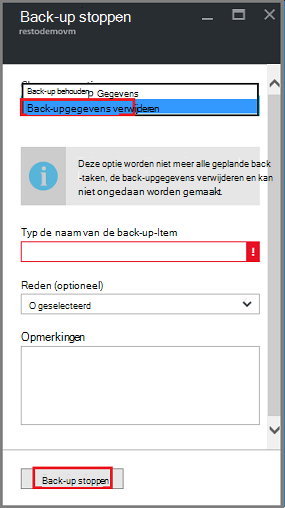 Back-up stoppen
restodemovm
Back-up behouden p Gegevens
Back-upgegevens verwijderen
Deze optie worden niet meer alle geplande back
-taken, de back-upgegevens verwijderen en kan
niet ongedaan worden gemaakt.
Typ de naam van de back-up-Item
!
Reden (optioneel)
0 geselecteerd
Opmerkingen
Back-up stoppen